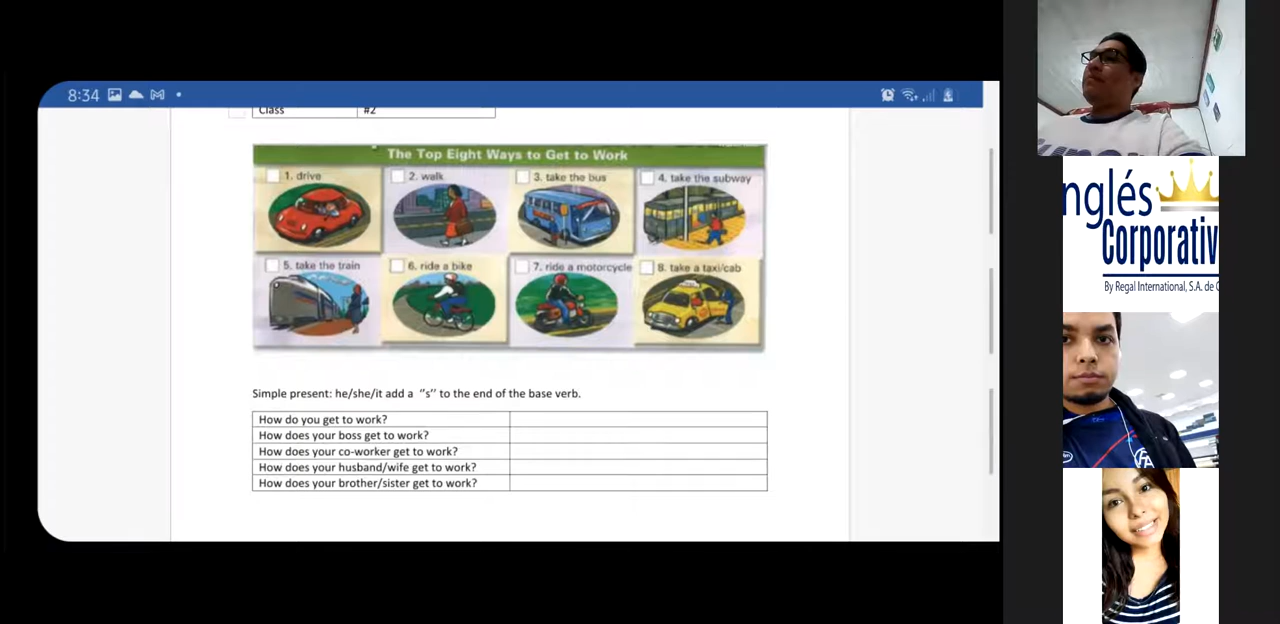 8:34
Class #2
The Top Eight Ways to Get to Work
1. drive
2. walk
3. take the bus
4. take the subway
5. take the train
6. ride a bike
7. ride a motorcycle
8. take a taxi/cab
Simple present: he/she/it add a "s" to the end of the base verb.
How do you get to work?
How does your boss get to work?
How does your co-worker get to work?
How does your husband/wife get to work?
How does your brother/sister get to work?
nglés
Corporativ
By Regal International, S.A. de C